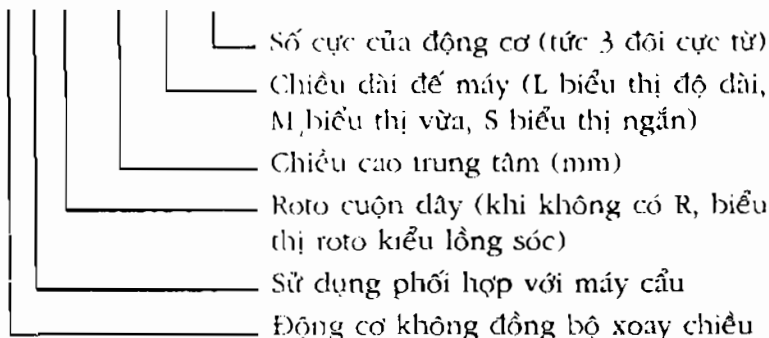 Số cực của động cơ (tức 3 đôi cực từ)
Chiều dài đế máy (L biểu thị độ dài,
M biểu thị vừa, S biểu thị ngắn)
Chiều cao trung tâm (mm)
Roto cuộn dây (khi không có R, biểu
thị roto kiểu lồng sóc)
Sử dụng phối hợp với máy cẩu
Động cơ không đồng bộ xoay chiều